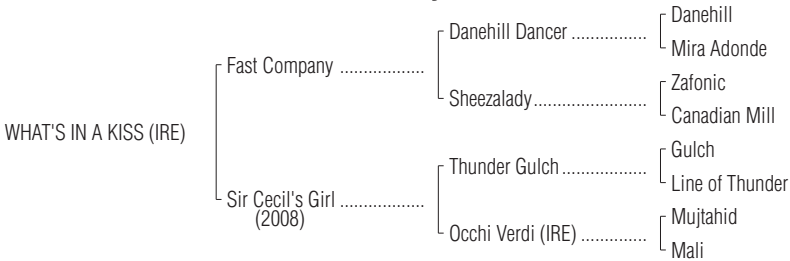 Danehill
Danehill Dancer ...............
Mira Adonde
Fast Company ..................
Zafonic
Sheezalady.......................
Canadian Mill
WHAT'S IN A KISS (IRE)
Gulch
Thunder Gulch.................
Line of Thunder
Sir Cecil's Girl ..................
(2008)
Mujtahid
Occhi Verdi (IRE) .............
Mali